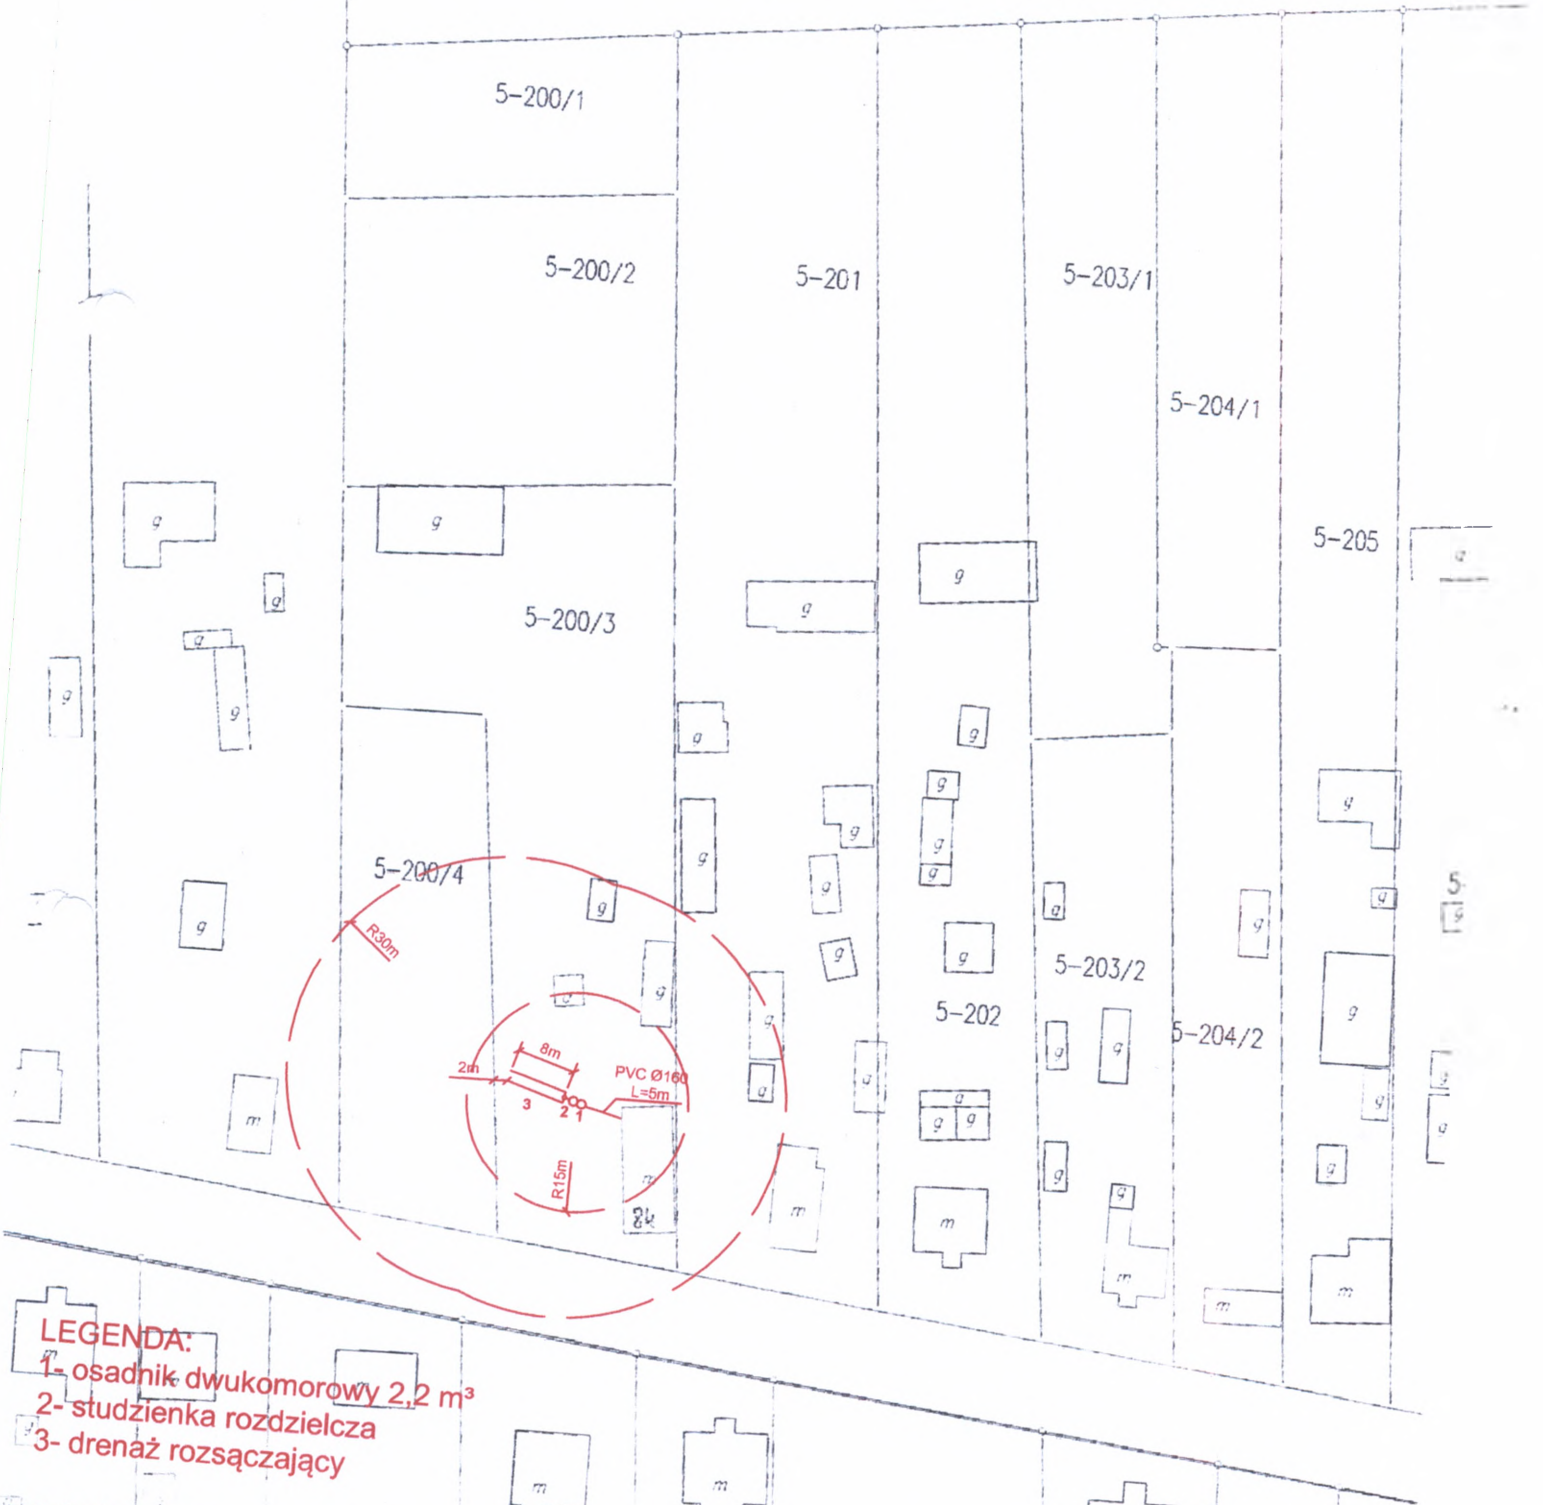 5-200/1
5-200/2
5-201
5-203/1
5-204/1
5-205
g
g
g
g
g
5-200/3
g
g
g
g
g
g
g
g
g
g
g
g
5-200/4
g
g
g
g
g
g
g
g
R30m
g
g
5-203/2
g
g
g
5-202
5-204/2
g
g
g
8m
2m
PVC Ø160
L=5m
g
g
g
g
3
2
1
m
g
g
g
g
g
R15m
m
g
g
g
84
m
m
m
m
m
LEGENDA:
1- osadnik dwukomorowy 2,2 m³
2- studzienka rozdzielcza
3- drenaż rozsączający
m
m